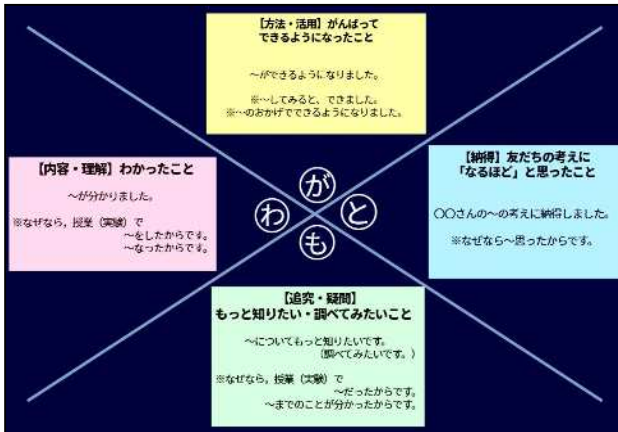 【方法・活用】がんばって
できるようになったこと
～ができるようになりました。
※～してみると、できました。
※～のおかげでできるようになりました。
【内容・理解】わかったこと
～が分かりました。
※なぜなら，授業（実験）で
～をしたからです。
～なったからです。
が
わ
と
も
【納得】友だちの考えに
「なるほど」と思ったこと
〇〇さんの～の考えに納得しました。
※なぜなら～思ったからです。
【追究・疑問】
もっと知りたい・調べてみたいこと
～についてもっと知りたいです。
（調べてみたいです。）
※なぜなら，授業（実験）で
～だったからです。
～までのことが分かったからです。